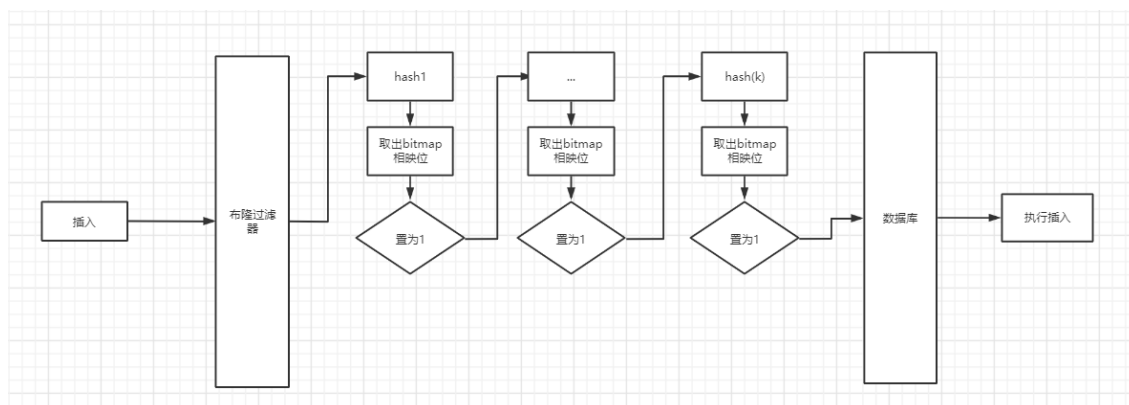 插入
布隆过滤
器
hash1
取出bitmap
相映位
置为1
...
取出bitmap
相映位
置为1
hash(k)
取出bitmap
相映位
置为1
数据库
执行插入